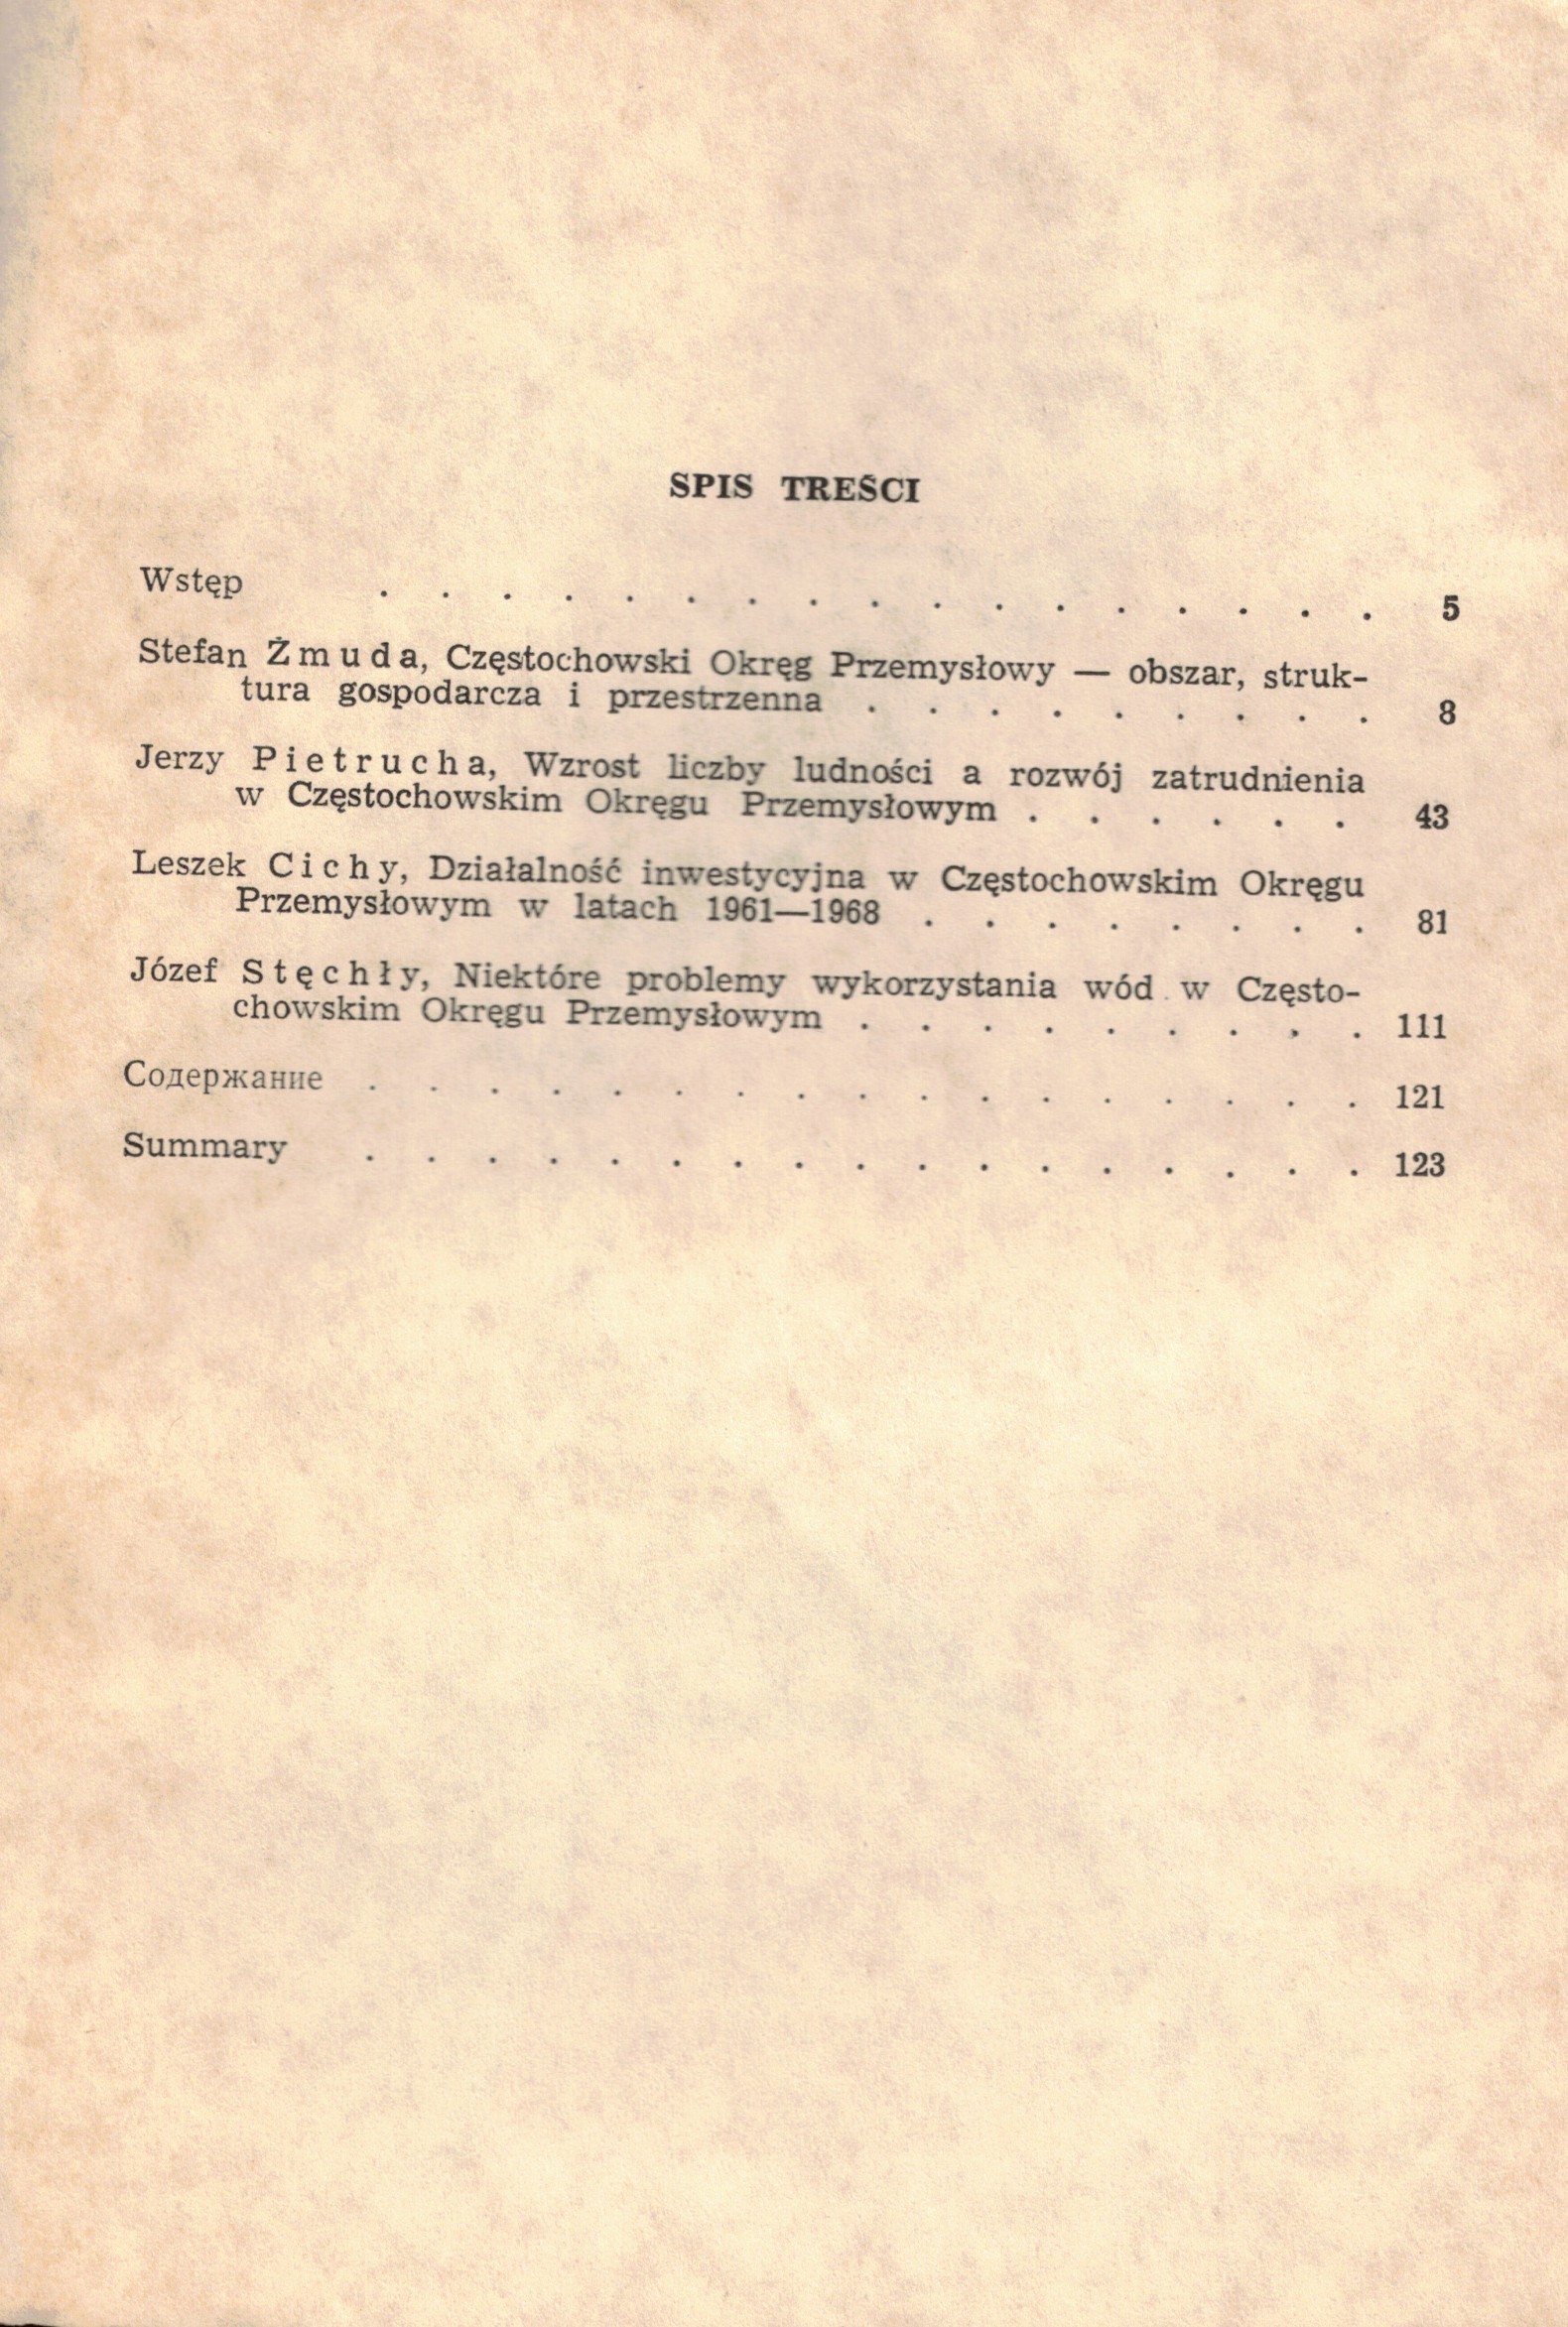 SPIS TREŚCI
Wstęp . . . . . . . . . . . . . . . . . 5
Stefan Żmuda, Częstochowski Okręg Przemysłowy — obszar, struk-
tura gospodarcza i przestrzenna . . . . . . . . . 8
Jerzy Pietrucha, Wzrost liczby ludności a rozwój zatrudnienia
w Częstochowskim Okręgu Przemysłowym . . . . . . 43
Leszek Cichy, Działalność inwestycyjna w Częstochowskim Okręgu
Przemysłowym w latach 1961—1968 . . . . . . . . 81
Józef Stęchły, Niektóre problemy wykorzystania wód w Często-
chowskim Okręgu Przemysłowym . . . . . . . . . 111
Содержание . . . . . . . . . . . . . . . . . 121
Summary . . . . . . . . . . . . . . . . . 123